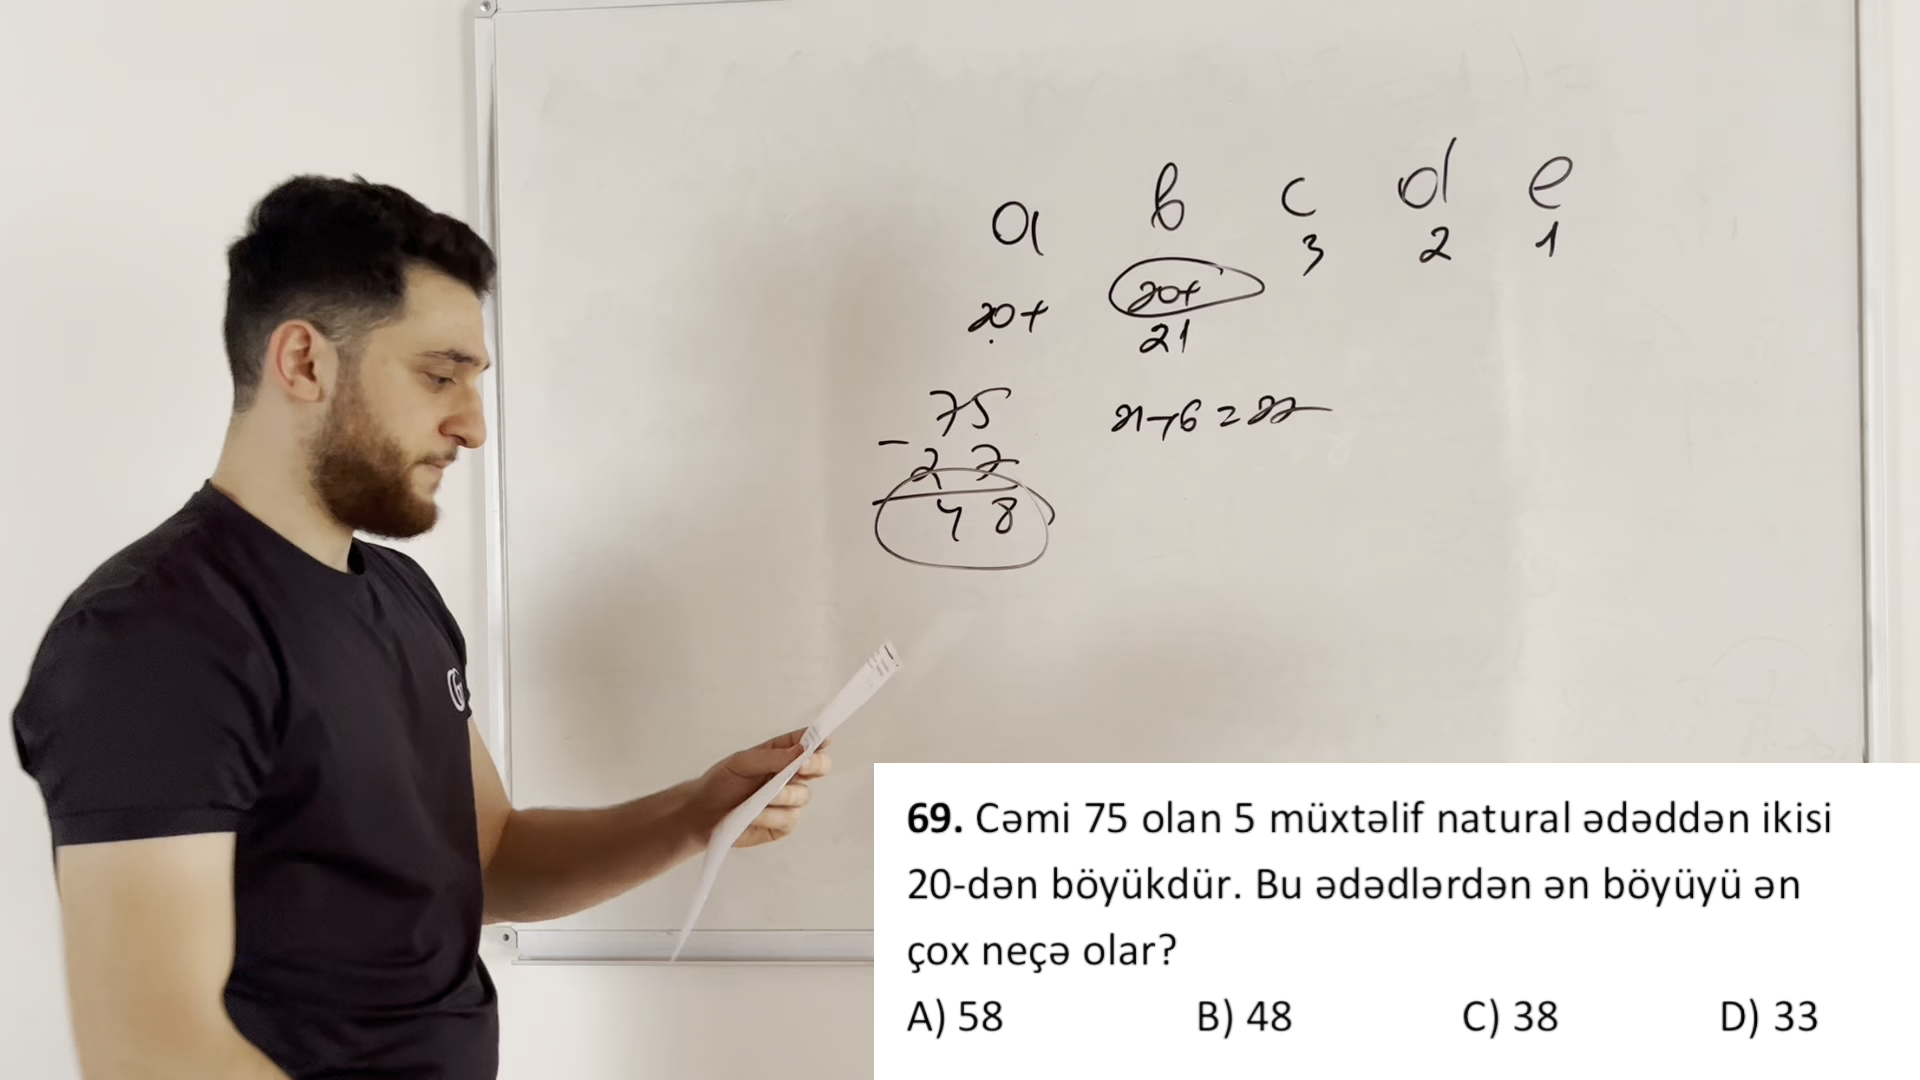 a b c d e
3 2 1
20+ 20+
21
75 21+6=27
- 27
48
69. Cəmi 75 olan 5 müxtəlif natural ədəddən ikisi
20-dən böyükdür. Bu ədədlərdən ən böyüyü ən
çox neçə olar?
A) 58 B) 48 C) 38 D) 33